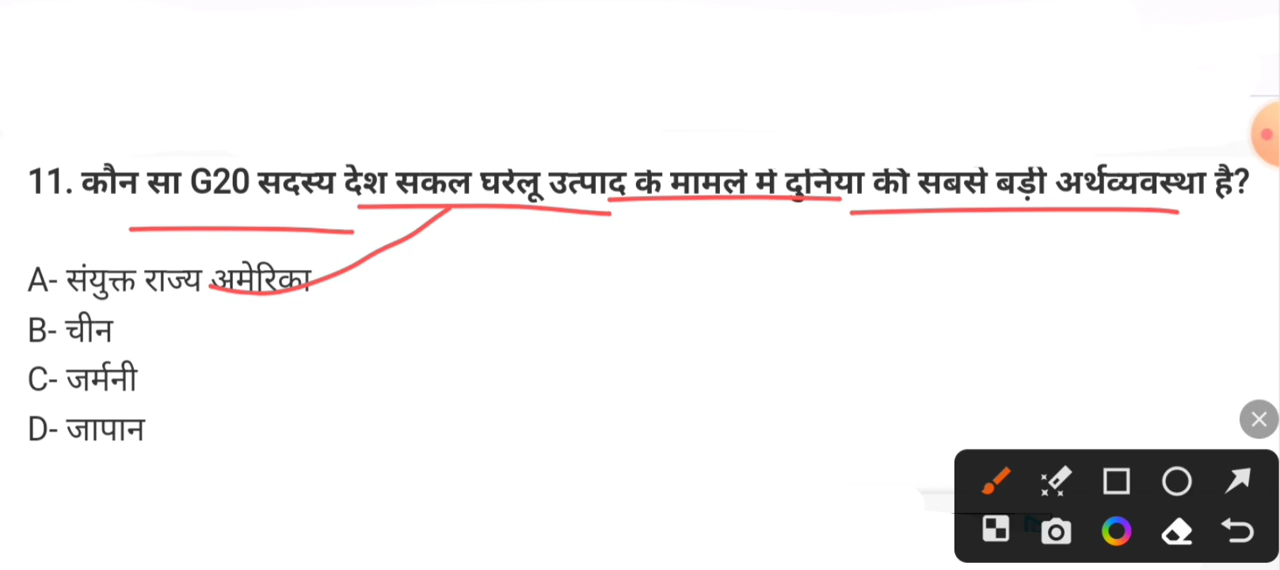 11. कौन सा G20 सदस्य देश सकल घरेलू उत्पाद के मामले में दुनिया की सबसे बड़ी अर्थव्यवस्था है?
A- संयुक्त राज्य अमेरिका
B- चीन
C- जर्मनी
D- जापान